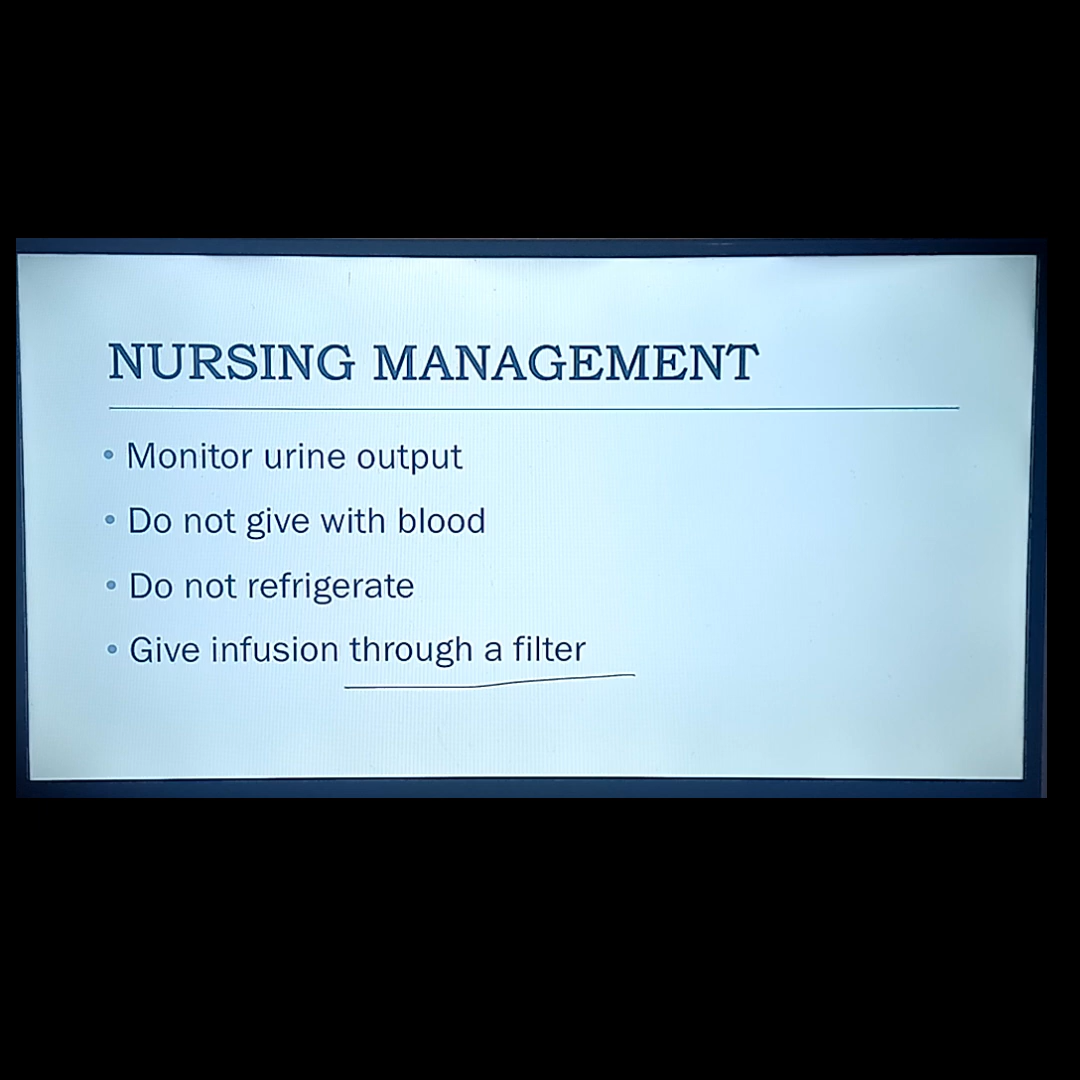 NURSING MANAGEMENT
• Monitor urine output
• Do not give with blood
• Do not refrigerate
• Give infusion through a filter